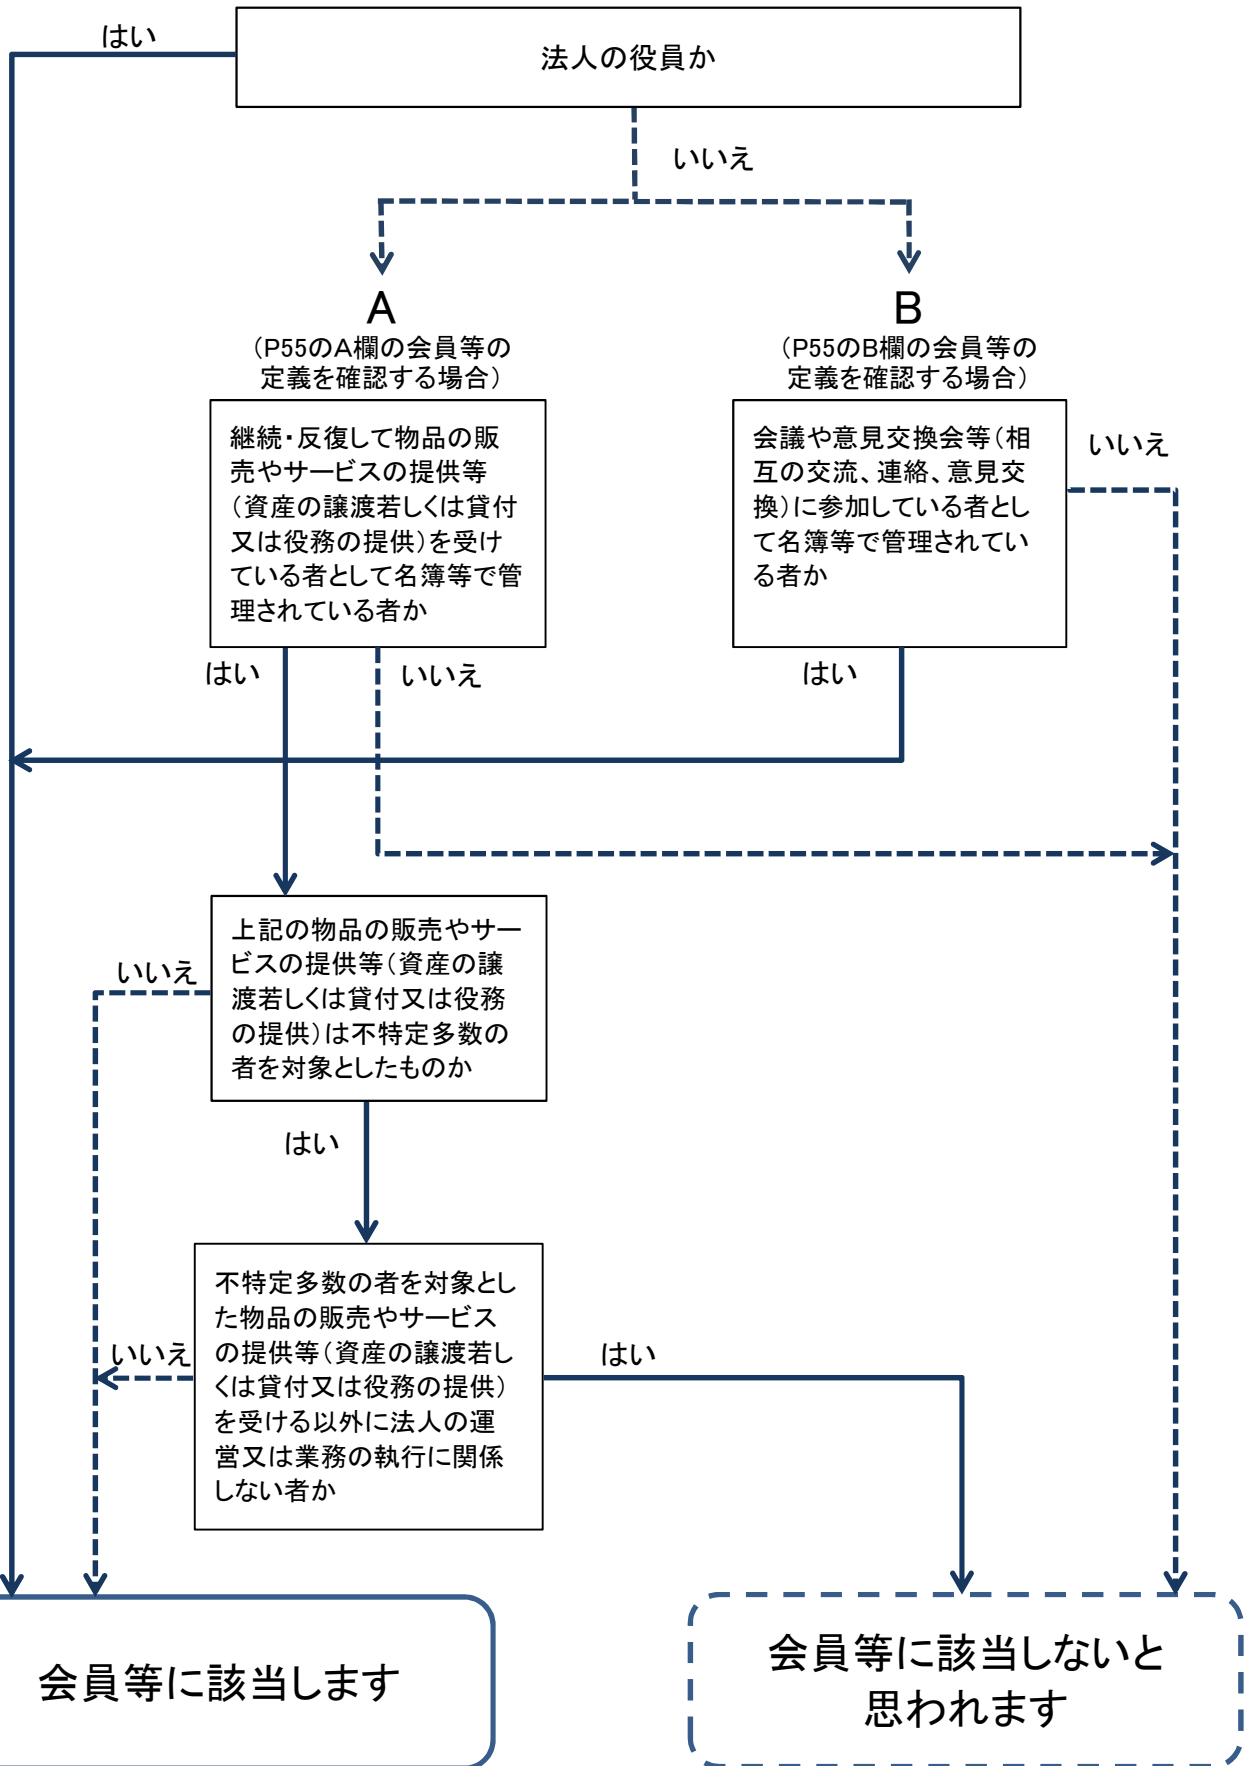 はい
法人の役員か
いいえ
A
(P55のA欄の会員等の
定義を確認する場合)
B
(P55のB欄の会員等の
定義を確認する場合)
継続・反復して物品の販
売やサービスの提供等
(資産の譲渡若しくは貸付
又は役務の提供)を受け
ている者として名簿等で管
理されている者か
会議や意見交換会等(相
互の交流、連絡、意見交
換)に参加している者とし
て名簿等で管理されてい
る者か
いいえ
はい
いいえ
はい
上記の物品の販売やサー
ビスの提供等(資産の譲
渡若しくは貸付又は役務
の提供)は不特定多数の
者を対象としたものか
いいえ
はい
不特定多数の者を対象とし
た物品の販売やサービス
の提供等(資産の譲渡若し
くは貸付又は役務の提供)
を受ける以外に法人の運
営又は業務の執行に関係
しない者か
いいえ
はい
会員等に該当します
会員等に該当しないと
思われます